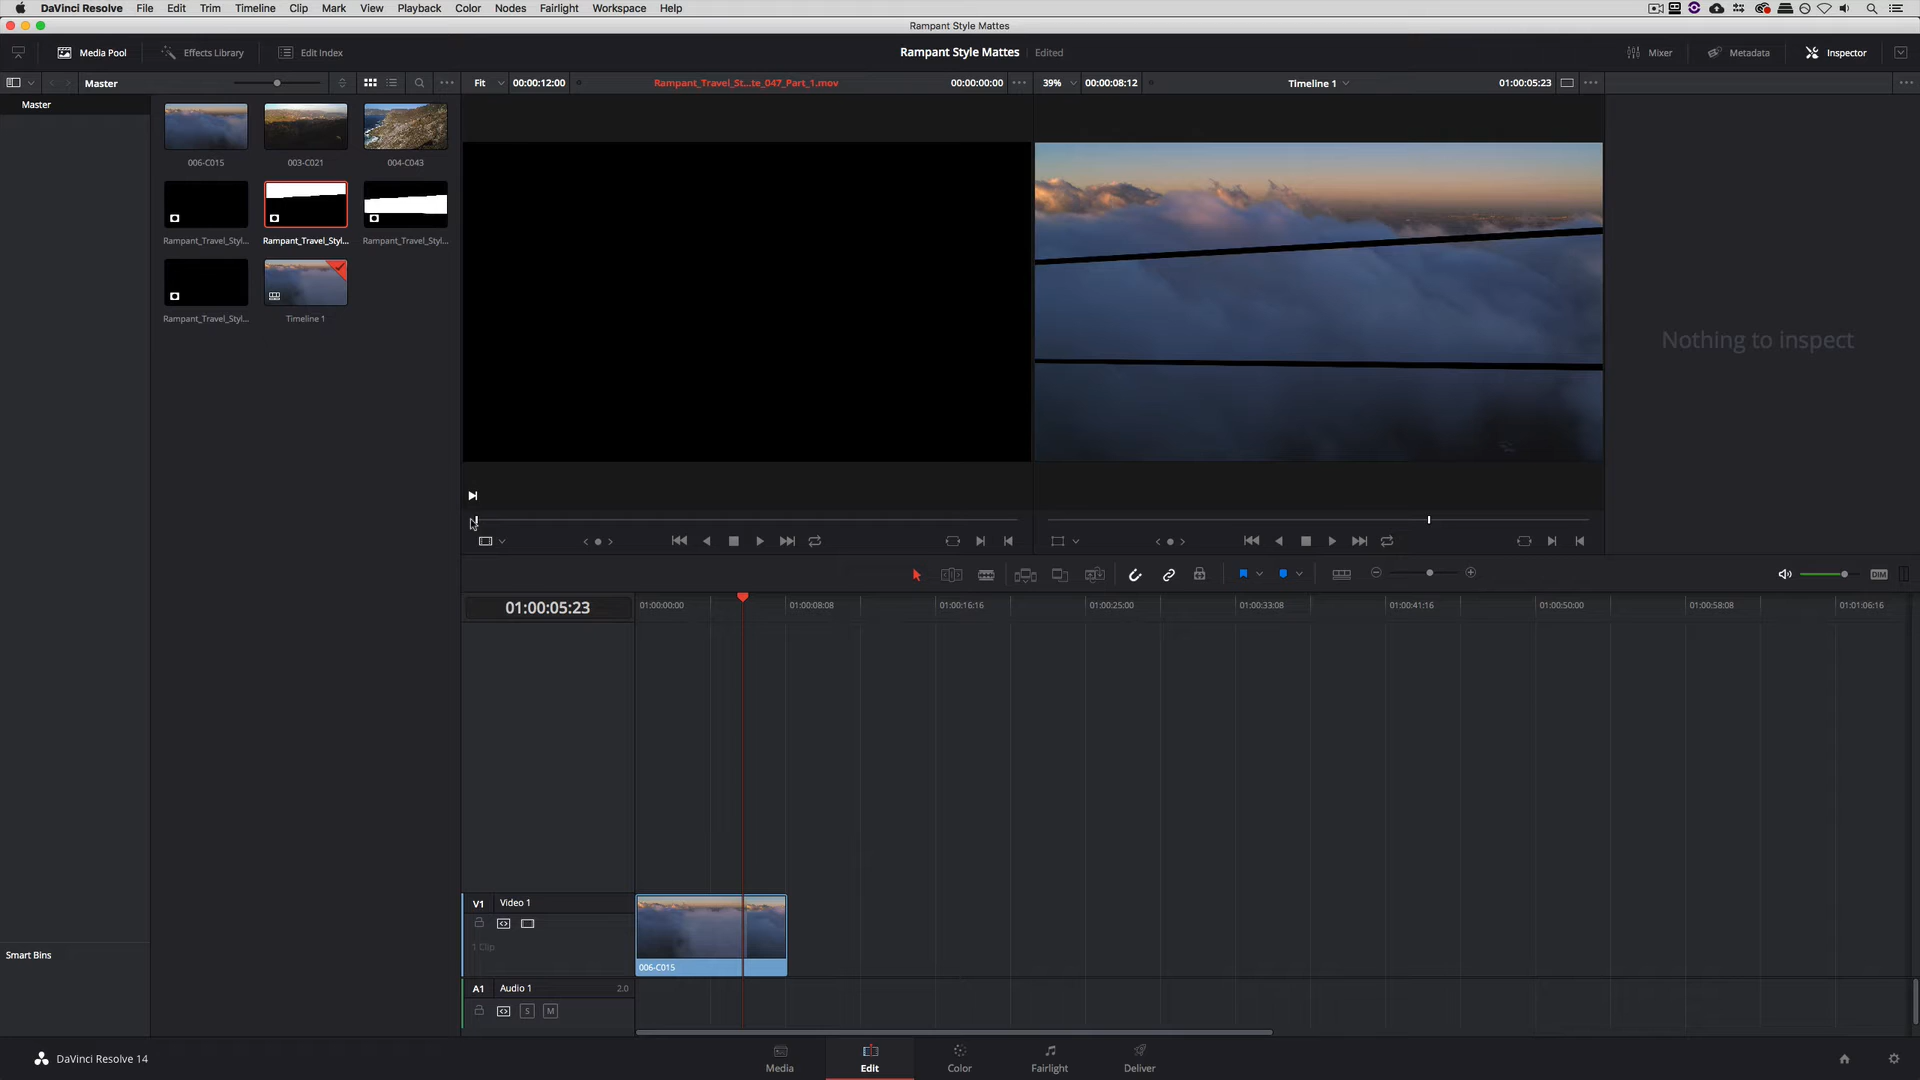 DaVinci Resolve File Edit Trim Timeline Clip Mark View Playback Color Nodes Fairlight Workspace Help
Rampant Style Mattes
Media Pool Effects Library Edit Index Rampant Style Mattes Edited Mixer Metadata Inspector
Master Fit 00:00:12:00 Rampant_Travel_St...te_047_Part_1.mov 00:00:00:00 39% 00:00:08:12 Timeline 1 01:00:05:23
Master
006-C015 003-C021 004-C043
Rampant_Travel_Styl... Rampant_Travel_Styl... Rampant_Travel_Styl...
Rampant_Travel_Styl... Timeline 1
Nothing to inspect
DIM
01:00:05:23 01:00:00:00 01:00:08:08 01:00:16:16 01:00:25:00 01:00:33:08 01:00:41:16 01:00:50:00 01:00:58:08 01:01:06:16
V1 Video 1
1 Clip
006-C015
Smart Bins
A1 Audio 1 2.0
S M
DaVinci Resolve 14 Media Edit Color Fairlight Deliver